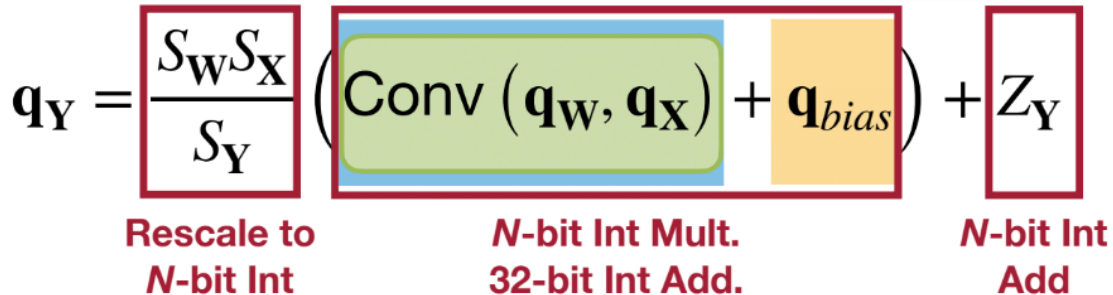 q_Y = S_W S_X / S_Y ( Conv ( q_W, q_X ) + q_bias ) + Z_Y
Rescale to N-bit Int
N-bit Int Mult.
32-bit Int Add.
N-bit Int Add